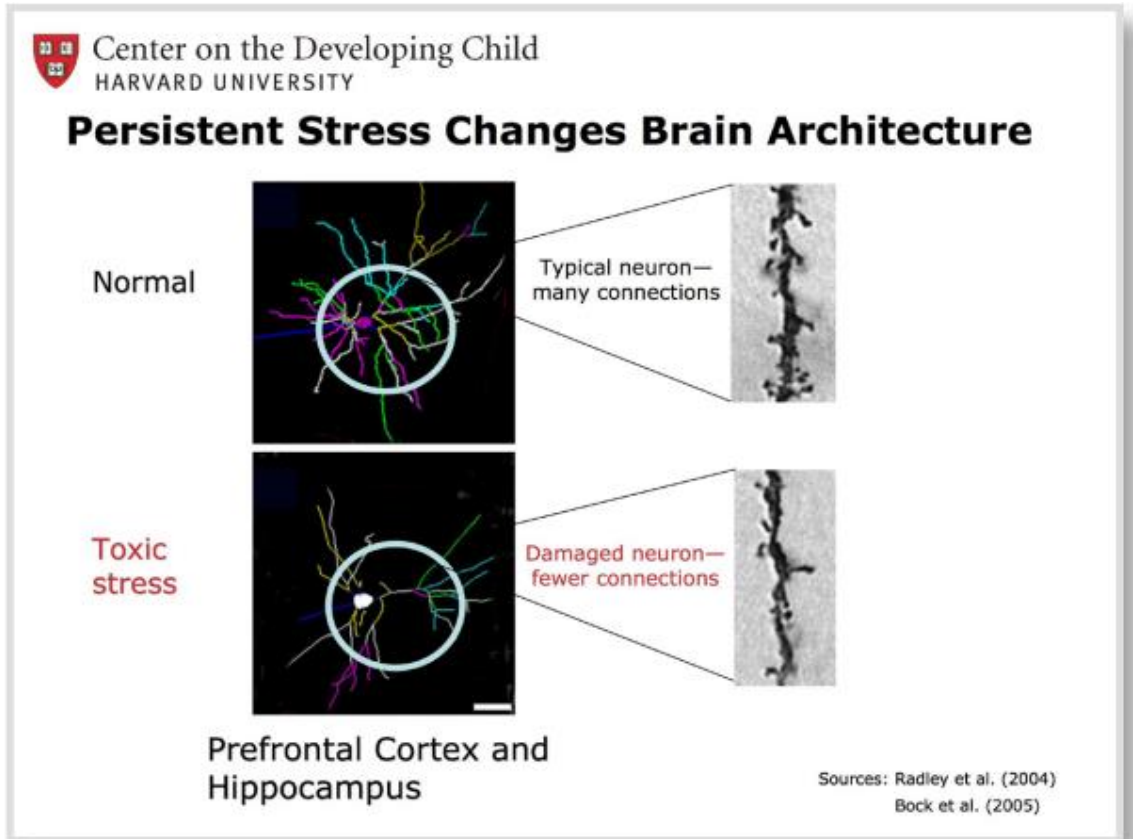 Center on the Developing Child
HARVARD UNIVERSITY
Persistent Stress Changes Brain Architecture
Normal
Typical neuron—
many connections
Toxic
stress
Damaged neuron—
fewer connections
Prefrontal Cortex and
Hippocampus
Sources: Radley et al. (2004)
Bock et al. (2005)